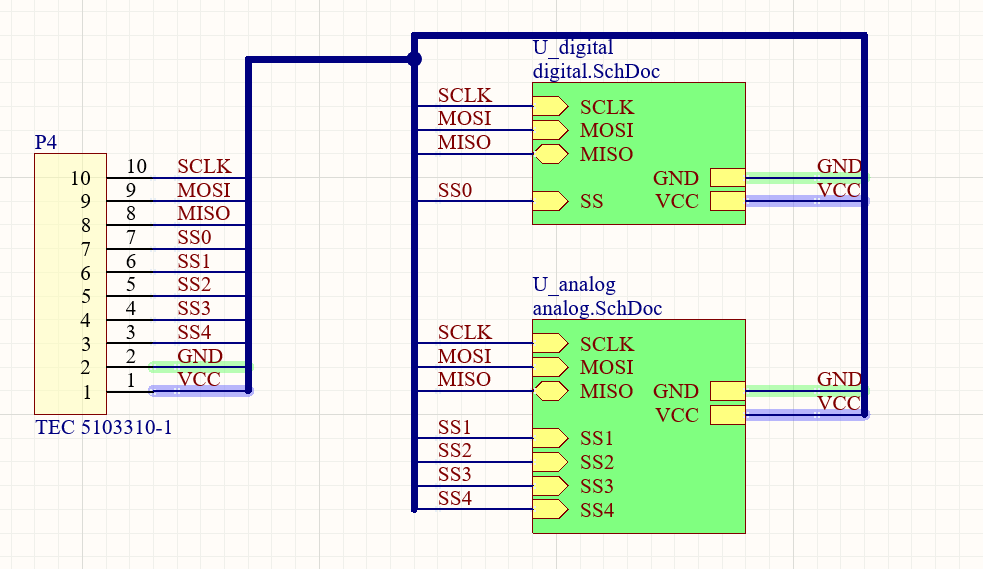 P4
10 10 SCLK
9 9 MOSI
8 8 MISO
7 7 SS0
6 6 SS1
5 5 SS2
4 4 SS3
3 3 SS4
2 2 GND
1 1 VCC
TEC 5103310-1
U_digital
digital.SchDoc
SCLK SCLK
MOSI MOSI
MISO MISO
GND GND
SS0 SS VCC VCC
U_analog
analog.SchDoc
SCLK SCLK
MOSI MOSI
MISO MISO GND GND
VCC VCC
SS1 SS1
SS2 SS2
SS3 SS3
SS4 SS4